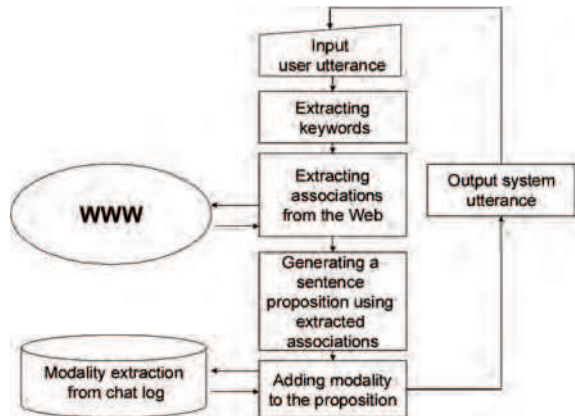 Input
user utterance
Extracting
keywords
Extracting
associations
from the Web
WWW
Output system
utterance
Generating a
sentence
proposition using
extracted
associations
Modality extraction
from chat log
Adding modality
to the proposition